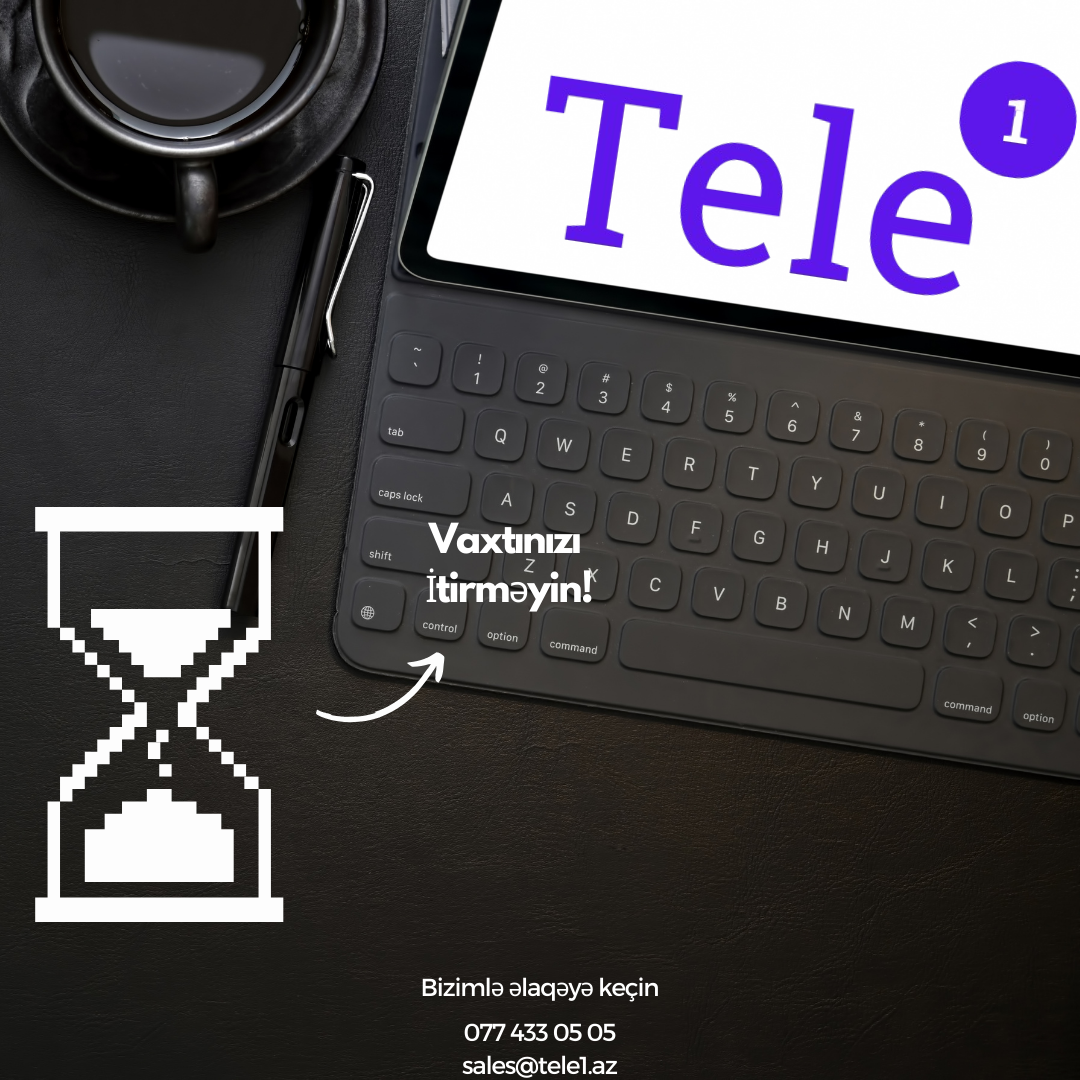 Tele 1
~ ! @ # $ % ^ & * ( )
` 1 2 3 4 5 6 7 8 9 0
tab Q W E R T Y U I O P
caps lock A S D F G H J K L :
;
shift Z X C V B N M < >
, .
control option command command option
Vaxtınızı
İtirməyin!
Bizimlə əlaqəyə keçin
077 433 05 05
sales@tele1.az